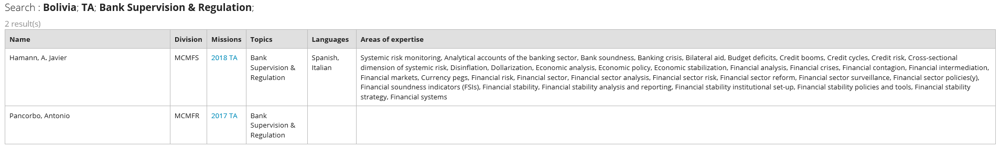 Search : Bolivia; TA; Bank Supervision & Regulation;
2 result(s)
Name Division Missions Topics Languages Areas of expertise
Hamann, A. Javier MCMFS 2018 TA Bank Supervision & Regulation Spanish, Italian Systemic risk monitoring, Analytical accounts of the banking sector, Bank soundness, Banking crisis, Bilateral aid, Budget deficits, Credit booms, Credit cycles, Credit risk, Cross-sectional
dimension of systemic risk, Disinflation, Dollarization, Economic analysis, Economic policy, Economic stabilization, Financial analysis, Financial crises, Financial contagion, Financial intermediation,
Financial markets, Currency pegs, Financial risk, Financial sector, Financial sector analysis, Financial sector risk, Financial sector reform, Financial sector surveillance, Financial sector policies(y),
Financial soundness indicators (FSIs), Financial stability, Financial stability analysis and reporting, Financial stability institutional set-up, Financial stability policies and tools, Financial stability
strategy, Financial systems
Pancorbo, Antonio MCMFR 2017 TA Bank
Supervision &
Regulation